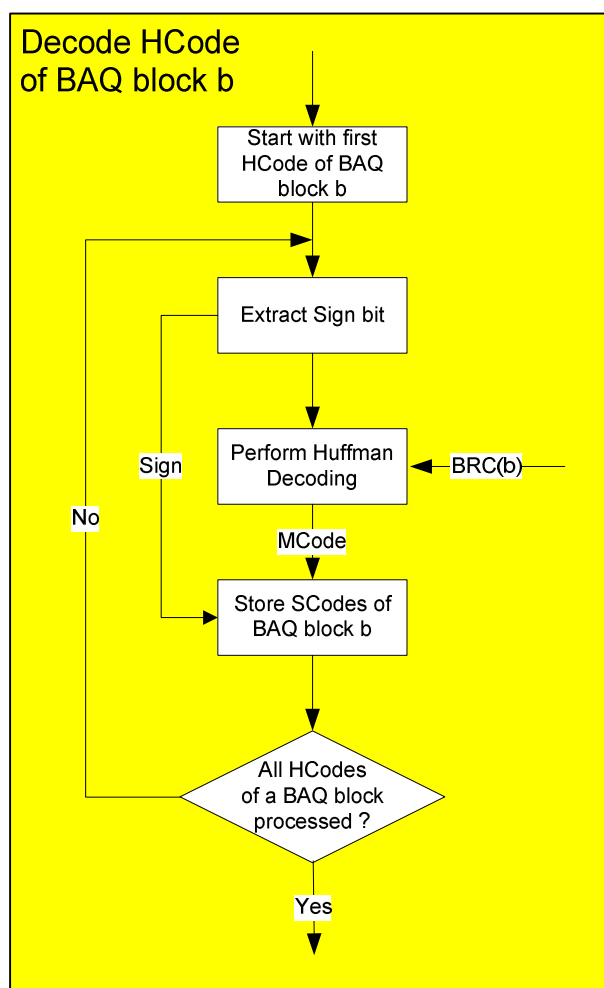 Decode HCode
of BAQ block b
Start with first
HCode of BAQ
block b
Extract Sign bit
Perform Huffman
Decoding
BRC(b)
Sign
No
MCode
Store SCodes of
BAQ block b
All HCodes
of a BAQ block
processed ?
Yes